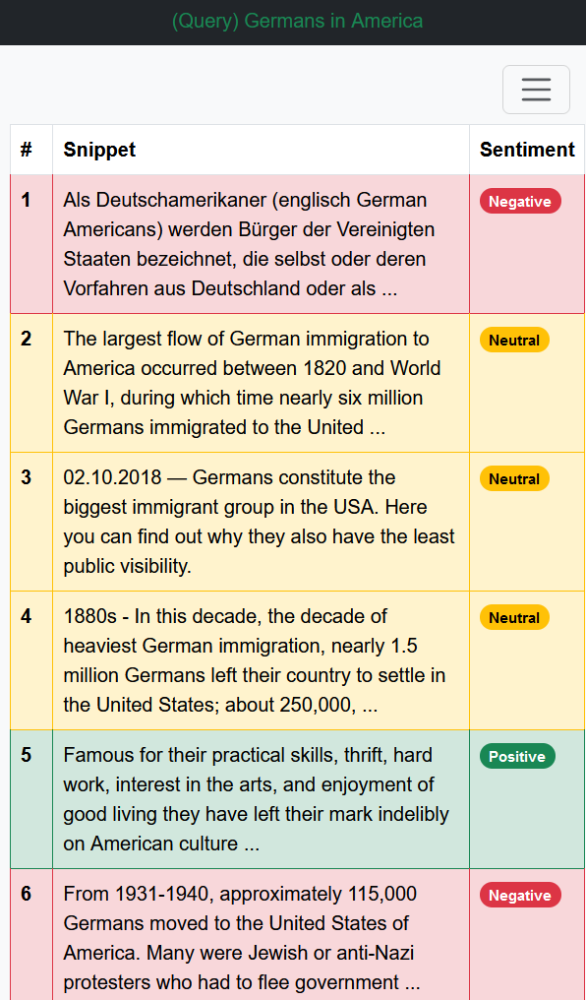 (Query) Germans in America
# Snippet Sentiment
1 Als Deutschamerikaner (englisch German Negative
Americans) werden Bürger der Vereinigten
Staaten bezeichnet, die selbst oder deren
Vorfahren aus Deutschland oder als ...
2 The largest flow of German immigration to Neutral
America occurred between 1820 and World
War I, during which time nearly six million
Germans immigrated to the United ...
3 02.10.2018 — Germans constitute the Neutral
biggest immigrant group in the USA. Here
you can find out why they also have the least
public visibility.
4 1880s - In this decade, the decade of Neutral
heaviest German immigration, nearly 1.5
million Germans left their country to settle in
the United States; about 250,000, ...
5 Famous for their practical skills, thrift, hard Positive
work, interest in the arts, and enjoyment of
good living they have left their mark indelibly
on American culture ...
6 From 1931-1940, approximately 115,000 Negative
Germans moved to the United States of
America. Many were Jewish or anti-Nazi
protesters who had to flee government ...